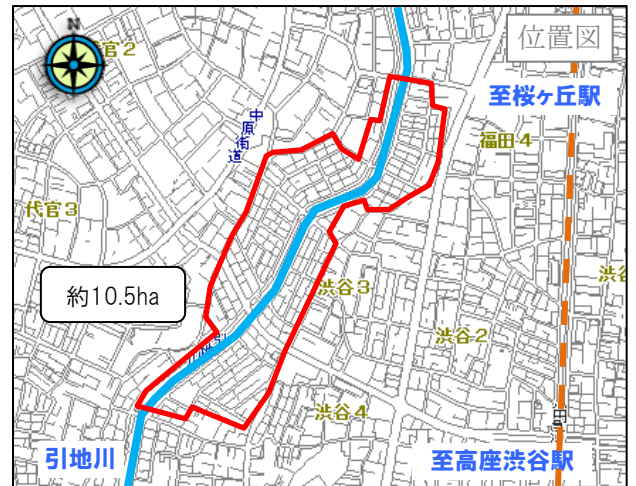 位置図
N
代官2
至桜ヶ丘駅
中原街道
福田4
代官3
渋谷3
約10.5ha
渋谷2
渋谷4
引地川
至高座渋谷駅